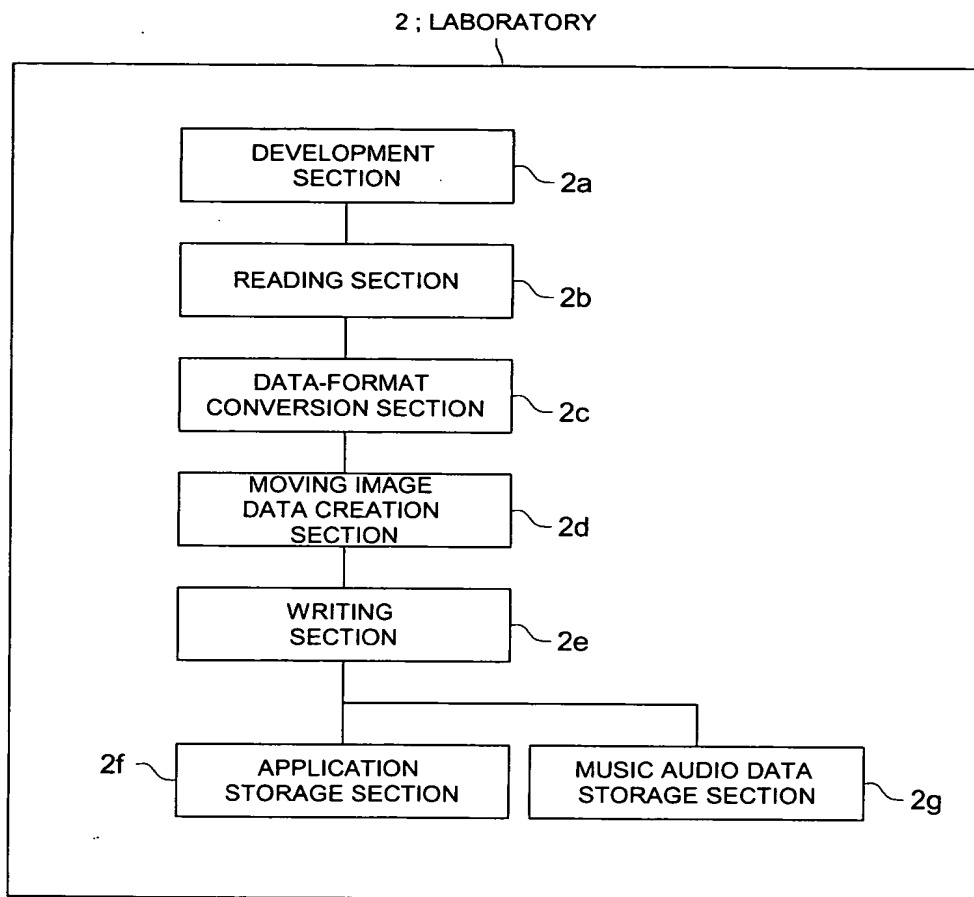 2 ; LABORATORY
DEVELOPMENT
SECTION
2a
READING SECTION
2b
DATA-FORMAT
CONVERSION SECTION
2c
MOVING IMAGE
DATA CREATION
SECTION
2d
WRITING
SECTION
2e
2f
APPLICATION
STORAGE SECTION
MUSIC AUDIO DATA
STORAGE SECTION
2g